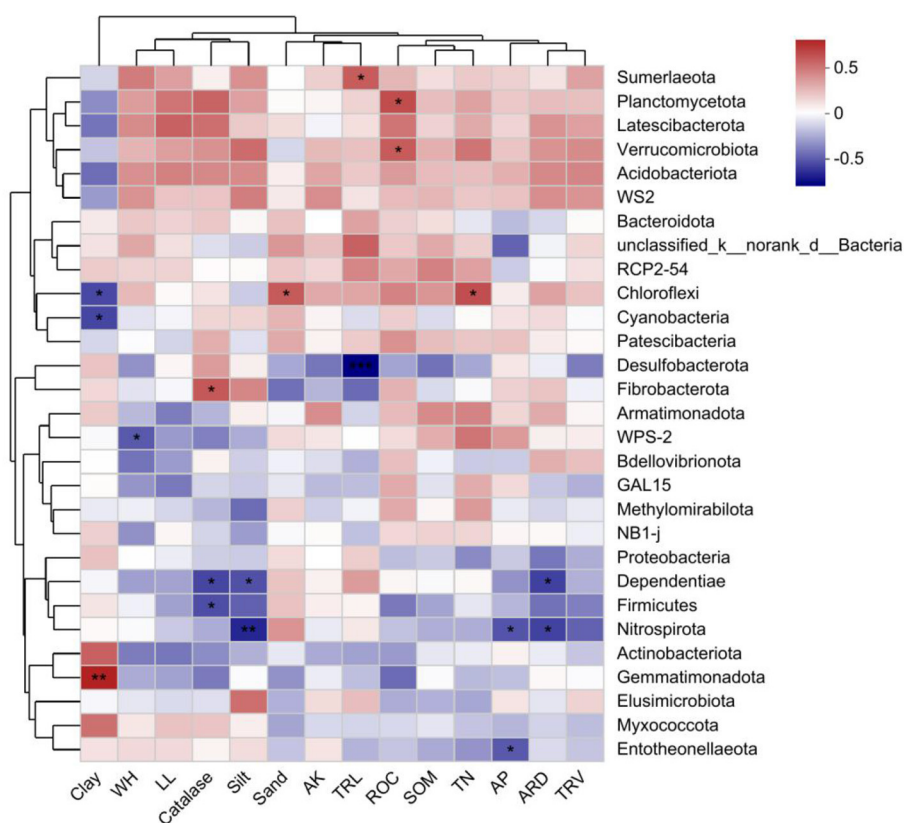 0.5
0
-0.5
Sumerlaeota
*
Planctomycetota
*
Latescibacterota
Verrucomicrobiota
*
Acidobacteriota
WS2
Bacteroidota
unclassified_k__norank_d__Bacteria
RCP2-54
* * * Chloroflexi
* Cyanobacteria
Patescibacteria
*** Desulfobacterota
* Fibrobacterota
Armatimonadota
* WPS-2
Bdellovibrionota
GAL15
Methylomirabilota
NB1-j
Proteobacteria
* * * Dependentiae
* Firmicutes
** * * Nitrospirota
Actinobacteriota
** Gemmatimonadota
Elusimicrobiota
Myxococcota
* Entotheonellaeota
Clay WH LL Catalase Silt Sand AK TRL ROC SOM TN AP ARD TRV